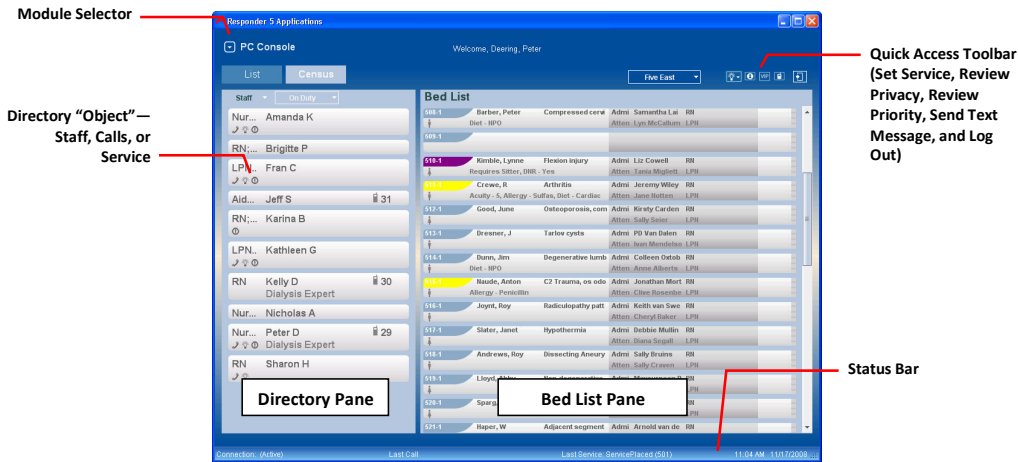 Module Selector
Responder 5 Applications
PC Console
Welcome, Deering, Peter
Quick Access Toolbar
(Set Service, Review
Privacy, Review
Priority, Send Text
Message, and Log
Out)
List
Census
Five East
VIP
Directory “Object”—
Staff, Calls, or
Service
Staff
On Duty
Nur... Amanda K
RN;... Brigitte P
LPN.. Fran C
Aid... Jeff S 31
RN;... Karina B
LPN.. Kathleen G
RN Kelly D 30
Dialysis Expert
Nur... Nicholas A
Nur... Peter D 29
Dialysis Expert
RN Sharon H
Directory Pane
Bed List
508-1 Barber, Peter Compressed cervi Admi Samantha Lai RN
Diet - NPO Atten Lyn McCallum LPN
509-1
510-1 Kimble, Lynne Flexion injury Admi Liz Cowell RN
Requires Sitter, DNR - Yes Atten Tania Migliett LPN
Crewe, R Arthritis Admi Jeremy Wiley RN
Acuity - 5, Allergy - Sulfas, Diet - Cardiac Atten Jane Hutten LPN
512-1 Good, June Osteoporosis, com Admi Kirsty Carden RN
Atten Sally Seier LPN
513-1 Dresner, J Tarlov cysts Admi PD Van Dalen RN
Atten Ivan Mendelso LPN
514-1 Dunn, Jim Degenerative lumb Admi Colleen Oxtob RN
Diet - NPO Atten Anne Alberts LPN
Naude, Anton C2 Trauma, os odo Admi Jonathan Mort RN
Allergy - Penicillin Atten Clive Rosenbe LPN
516-1 Joynt, Roy Radiculopathy patt Admi Keith van Swe RN
Atten Cheryl Baker LPN
517-1 Slater, Janet Hypothermia Admi Debbie Mullin RN
Atten Diana Segall LPN
518-1 Andrews, Roy Dissecting Aneury Admi Sally Bruins RN
Atten Sally Craven LPN
519-1 Lloyd, Abby
520-1
Bed List Pane
521-1 Haper, W Adjacent segment Admi Arnold van de RN
Status Bar
Connection: (Active) Last Call Last Service: ServicePlaced (501) 11:04 AM 11/17/2008